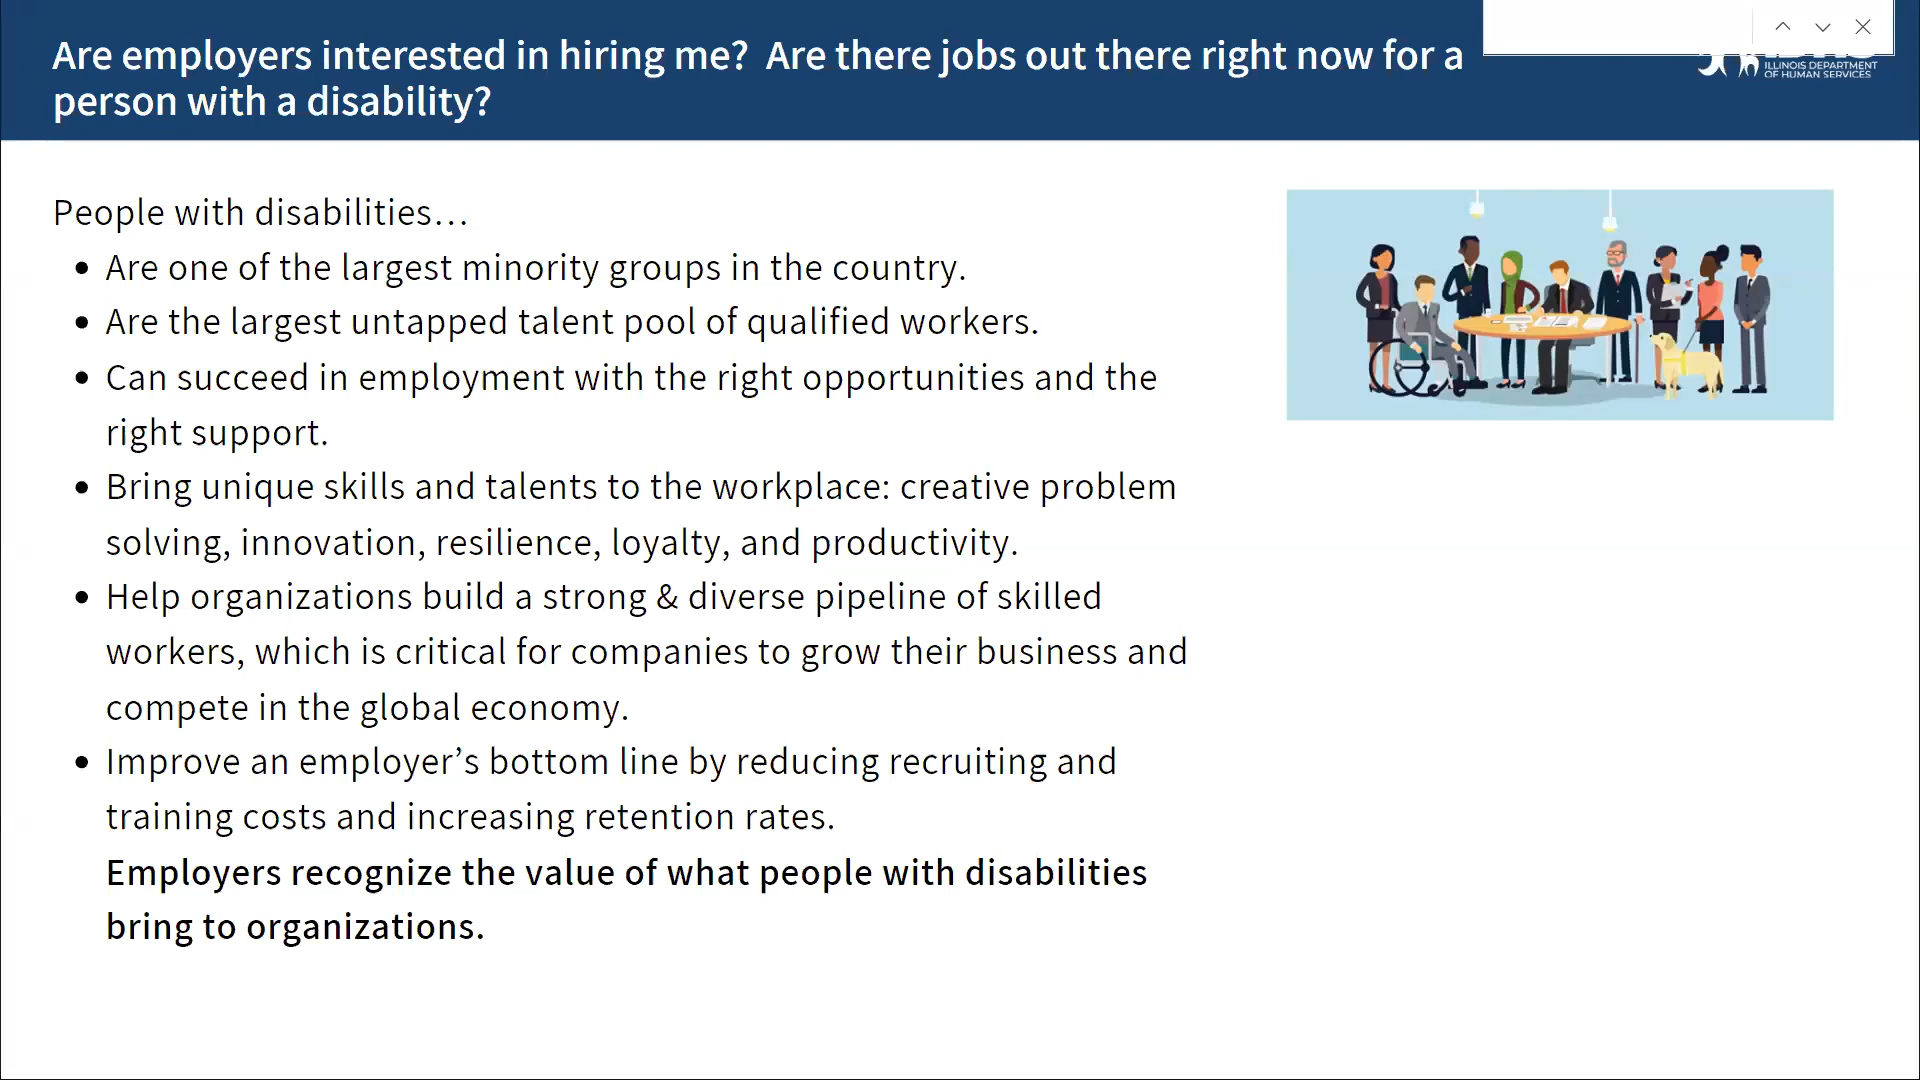 Are employers interested in hiring me?  Are there jobs out there right now for a
person with a disability?
ILLINOIS DEPARTMENT
OF HUMAN SERVICES
People with disabilities…
• Are one of the largest minority groups in the country.
• Are the largest untapped talent pool of qualified workers.
• Can succeed in employment with the right opportunities and the
right support.
• Bring unique skills and talents to the workplace: creative problem
solving, innovation, resilience, loyalty, and productivity.
• Help organizations build a strong & diverse pipeline of skilled
workers, which is critical for companies to grow their business and
compete in the global economy.
• Improve an employer’s bottom line by reducing recruiting and
training costs and increasing retention rates.
Employers recognize the value of what people with disabilities
bring to organizations.